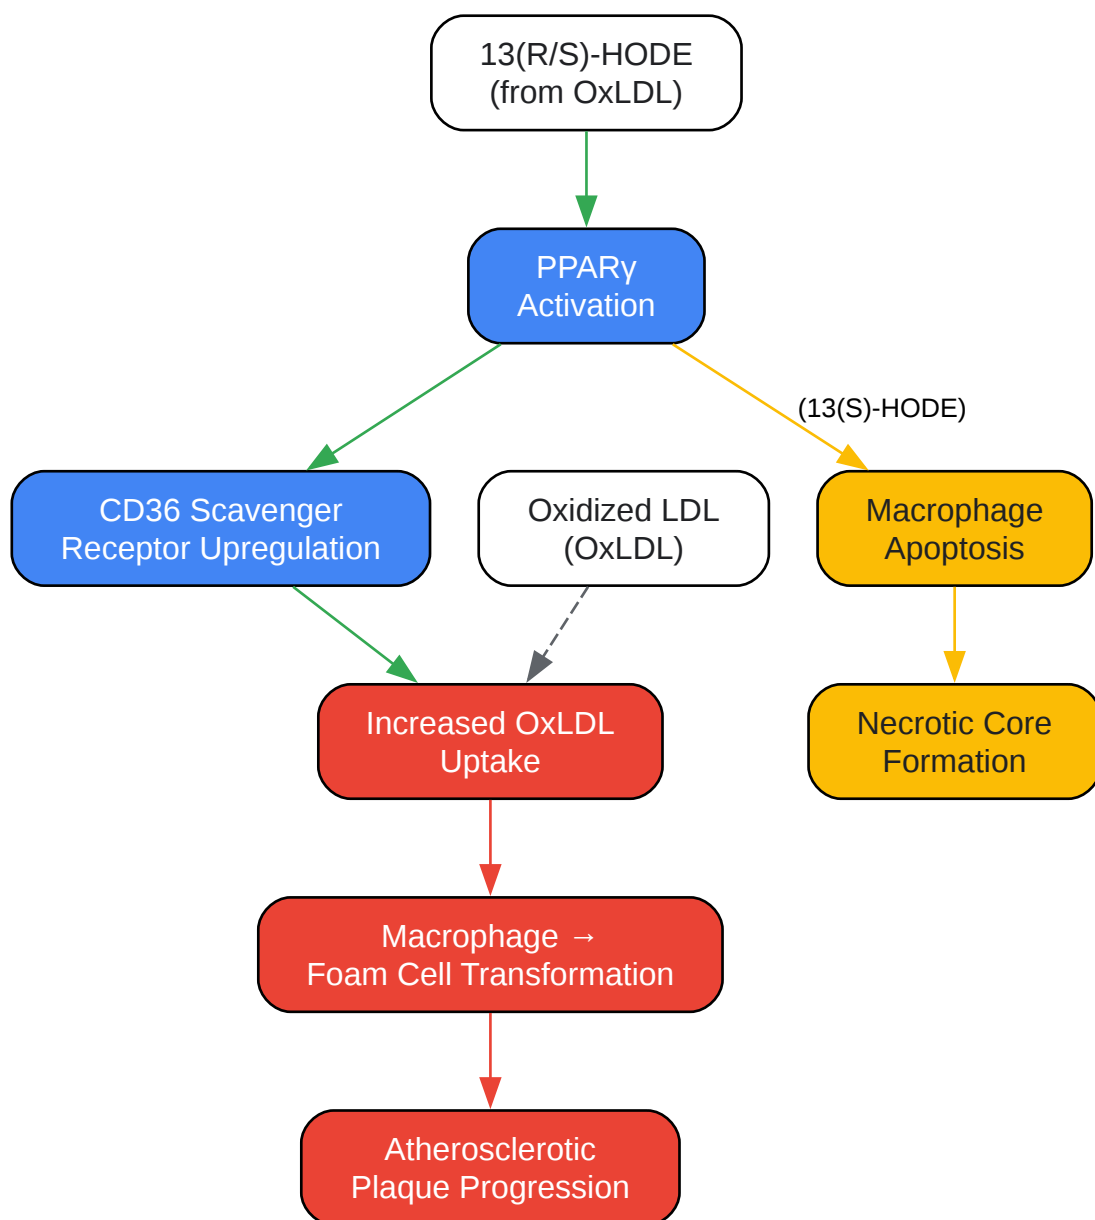 13(R/S)-HODE
(from OxLDL)
PPARγ
Activation
(13(S)-HODE)
CD36 Scavenger
Receptor Upregulation
Oxidized LDL
(OxLDL)
Macrophage
Apoptosis
Increased OxLDL
Uptake
Necrotic Core
Formation
Macrophage →
Foam Cell Transformation
Atherosclerotic
Plaque Progression